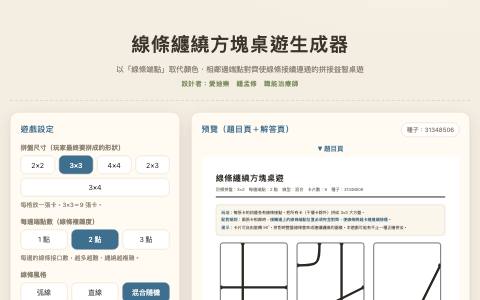 線條纏繞方塊桌遊生成器
以「線條端點」取代顏色・相鄰邊端點對齊使線條接續連通的拼接益智桌遊
設計者：愛迪樂 鍾孟修 職能治療師
遊戲設定
拼盤尺寸（玩家最終要拼成的形狀）
2×2 3×3 4×4 2×3
3×4
每格放一張卡。3×3＝9 張卡。
每邊端點數（線條複雜度）
1 點 2 點 3 點
每邊的線條接口數，越多越難、纏繞越複雜。
線條風格
弧線 直線 混合隨機
預覽（題目頁＋解答頁）
種子：31348506
▼ 題目頁
線條纏繞方塊桌遊